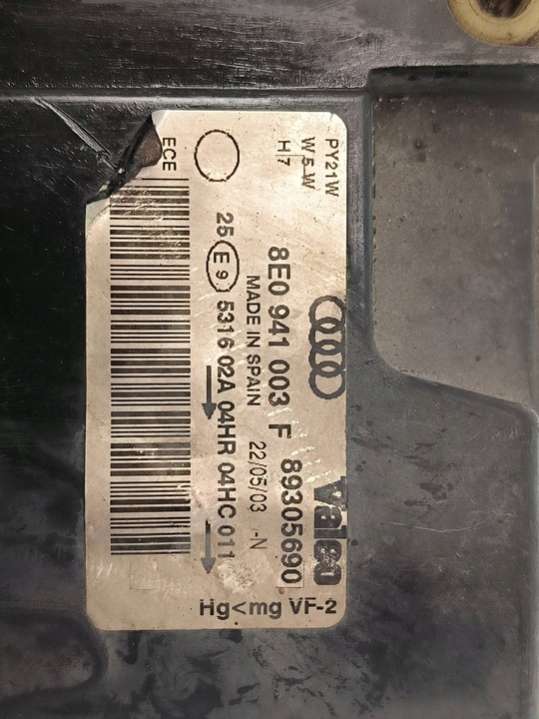 PY21W
W 5 W
H 7
Valeo
8E0 941 003 F 89305690
MADE IN SPAIN 22/05/03 -N
25 E 9 5316 02A 04HR 04HC 011
ECE
Hg<mg VF-2